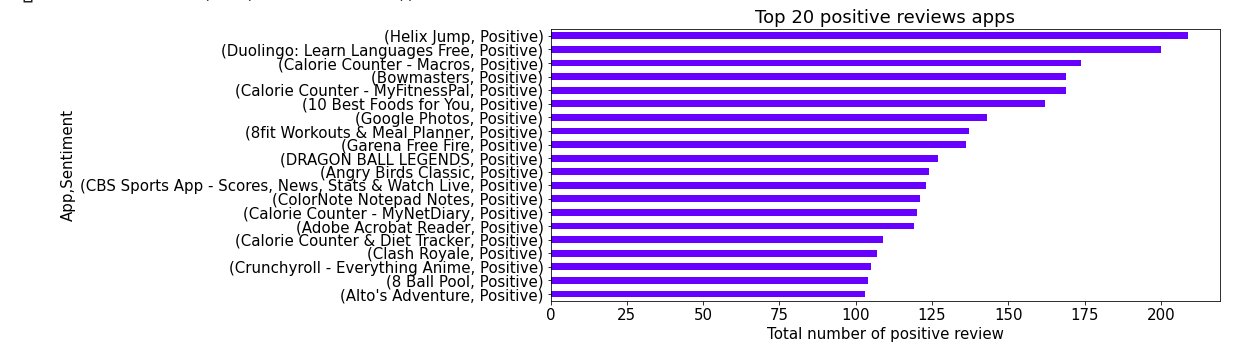 Top 20 positive reviews apps
(Helix Jump, Positive)
(Duolingo: Learn Languages Free, Positive)
(Calorie Counter - Macros, Positive)
(Bowmasters, Positive)
(Calorie Counter - MyFitnessPal, Positive)
(10 Best Foods for You, Positive)
(Google Photos, Positive)
(8fit Workouts & Meal Planner, Positive)
(Garena Free Fire, Positive)
(DRAGON BALL LEGENDS, Positive)
(Angry Birds Classic, Positive)
(CBS Sports App - Scores, News, Stats & Watch Live, Positive)
(ColorNote Notepad Notes, Positive)
(Calorie Counter - MyNetDiary, Positive)
(Adobe Acrobat Reader, Positive)
(Calorie Counter & Diet Tracker, Positive)
(Clash Royale, Positive)
(Crunchyroll - Everything Anime, Positive)
(8 Ball Pool, Positive)
(Alto's Adventure, Positive)
App,Sentiment
0 25 50 75 100 125 150 175 200
Total number of positive review